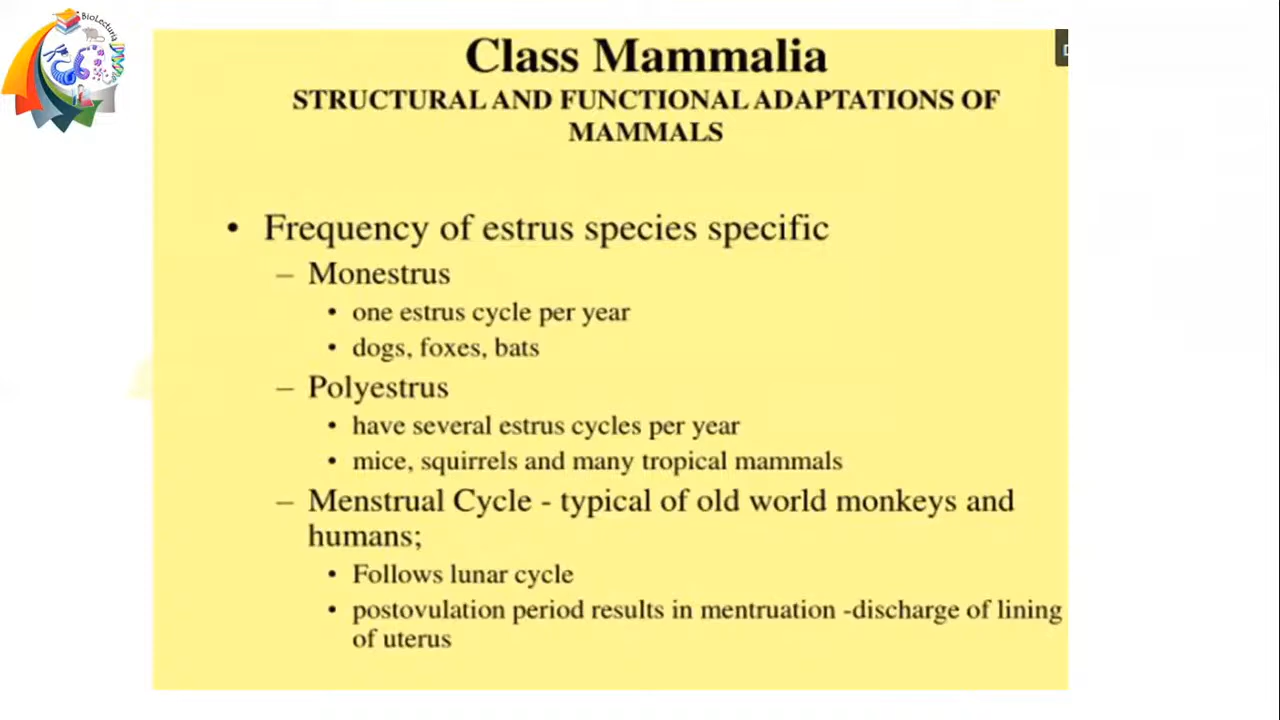 BioLecturia
Class Mammalia
STRUCTURAL AND FUNCTIONAL ADAPTATIONS OF
MAMMALS
• Frequency of estrus species specific
– Monestrus
• one estrus cycle per year
• dogs, foxes, bats
– Polyestrus
• have several estrus cycles per year
• mice, squirrels and many tropical mammals
– Menstrual Cycle - typical of old world monkeys and
humans;
• Follows lunar cycle
• postovulation period results in mentruation -discharge of lining
of uterus